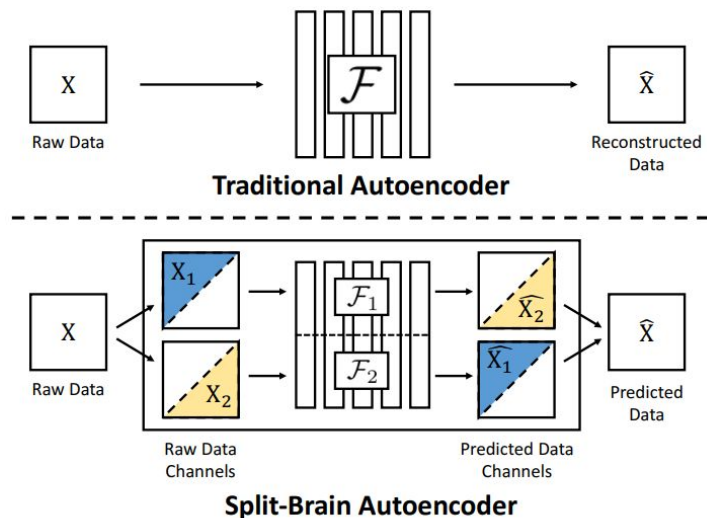 X
ℱ
X̂
Raw Data
Reconstructed
Data
Traditional Autoencoder
X₁
ℱ₁
X̂₂
X
X̂
X₂
ℱ₂
X̂₁
Raw Data
Predicted
Data
Raw Data
Channels
Predicted Data
Channels
Split-Brain Autoencoder